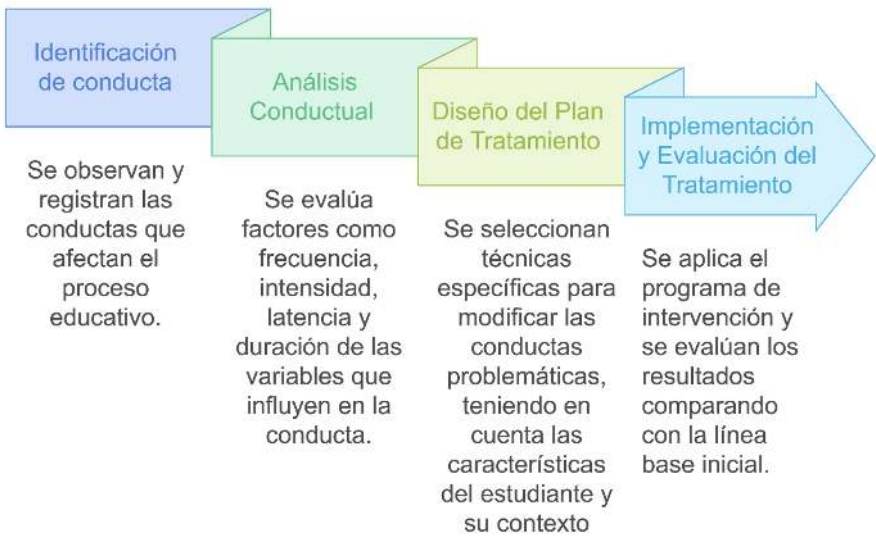 Identificación
de conducta
Se observan y
registran las
conductas que
afectan el
proceso
educativo.
Análisis
Conductual
Se evalúa
factores como
frecuencia,
intensidad,
latencia y
duración de las
variables que
influyen en la
conducta.
Diseño del Plan
de Tratamiento
Se seleccionan
técnicas
específicas para
modificar las
conductas
problemáticas,
teniendo en
cuenta las
características
del estudiante y
su contexto
Implementación
y Evaluación del
Tratamiento
Se aplica el
programa de
intervención y
se evalúan los
resultados
comparando
con la línea
base inicial.